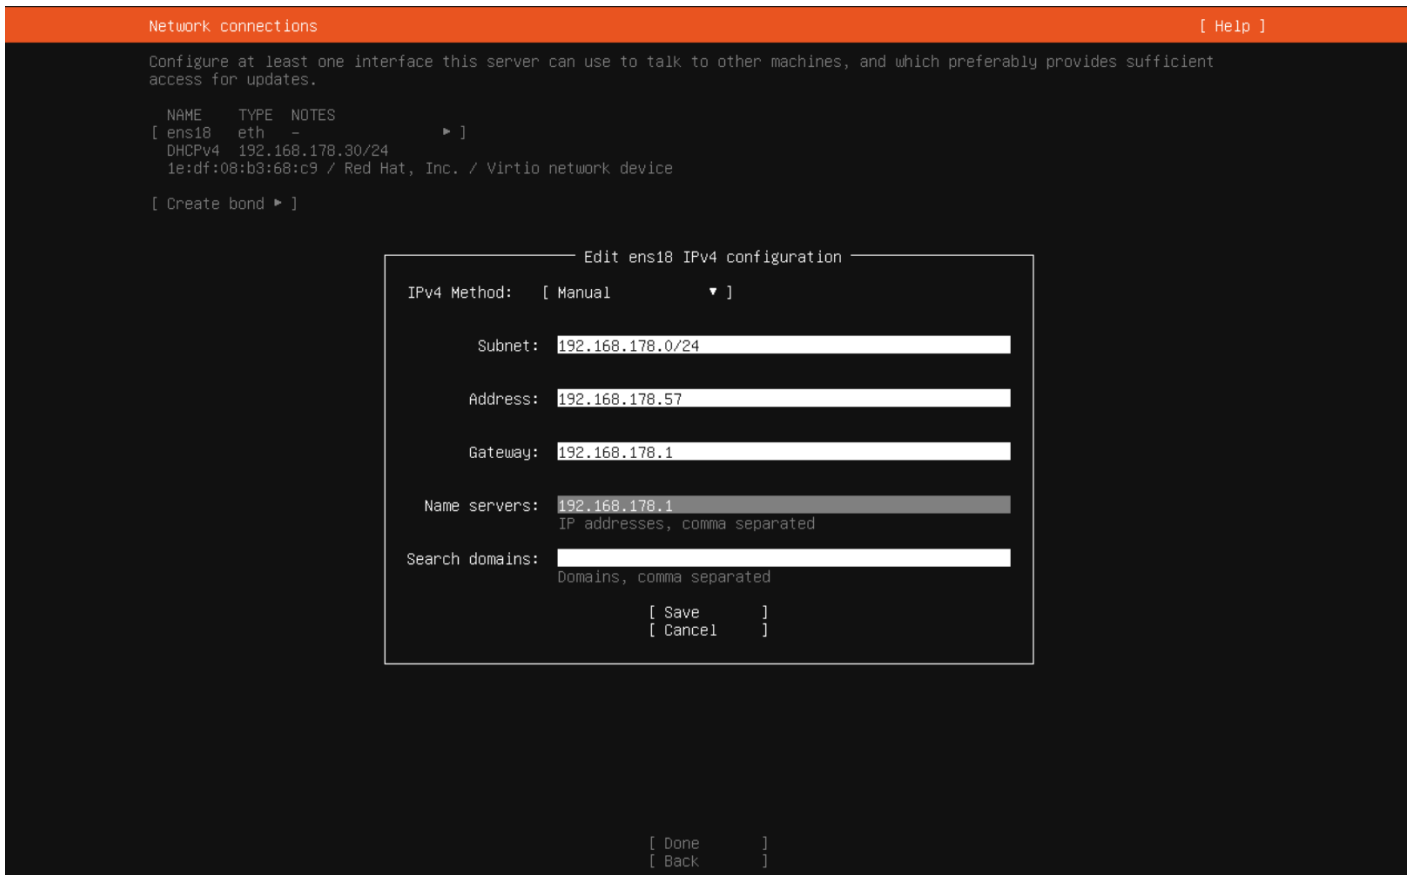 Network connections [ Help ]
Configure at least one interface this server can use to talk to other machines, and which preferably provides sufficient
access for updates.
NAME TYPE NOTES
[ ens18 eth – ▸ ]
DHCPv4 192.168.178.30/24
1e:df:08:b3:68:c9 / Red Hat, Inc. / Virtio network device
[ Create bond ▸ ]
Edit ens18 IPv4 configuration
IPv4 Method: [ Manual ▾ ]
Subnet: 192.168.178.0/24
Address: 192.168.178.57
Gateway: 192.168.178.1
Name servers: 192.168.178.1
IP addresses, comma separated
Search domains:
Domains, comma separated
[ Save ]
[ Cancel ]
[ Done ]
[ Back ]